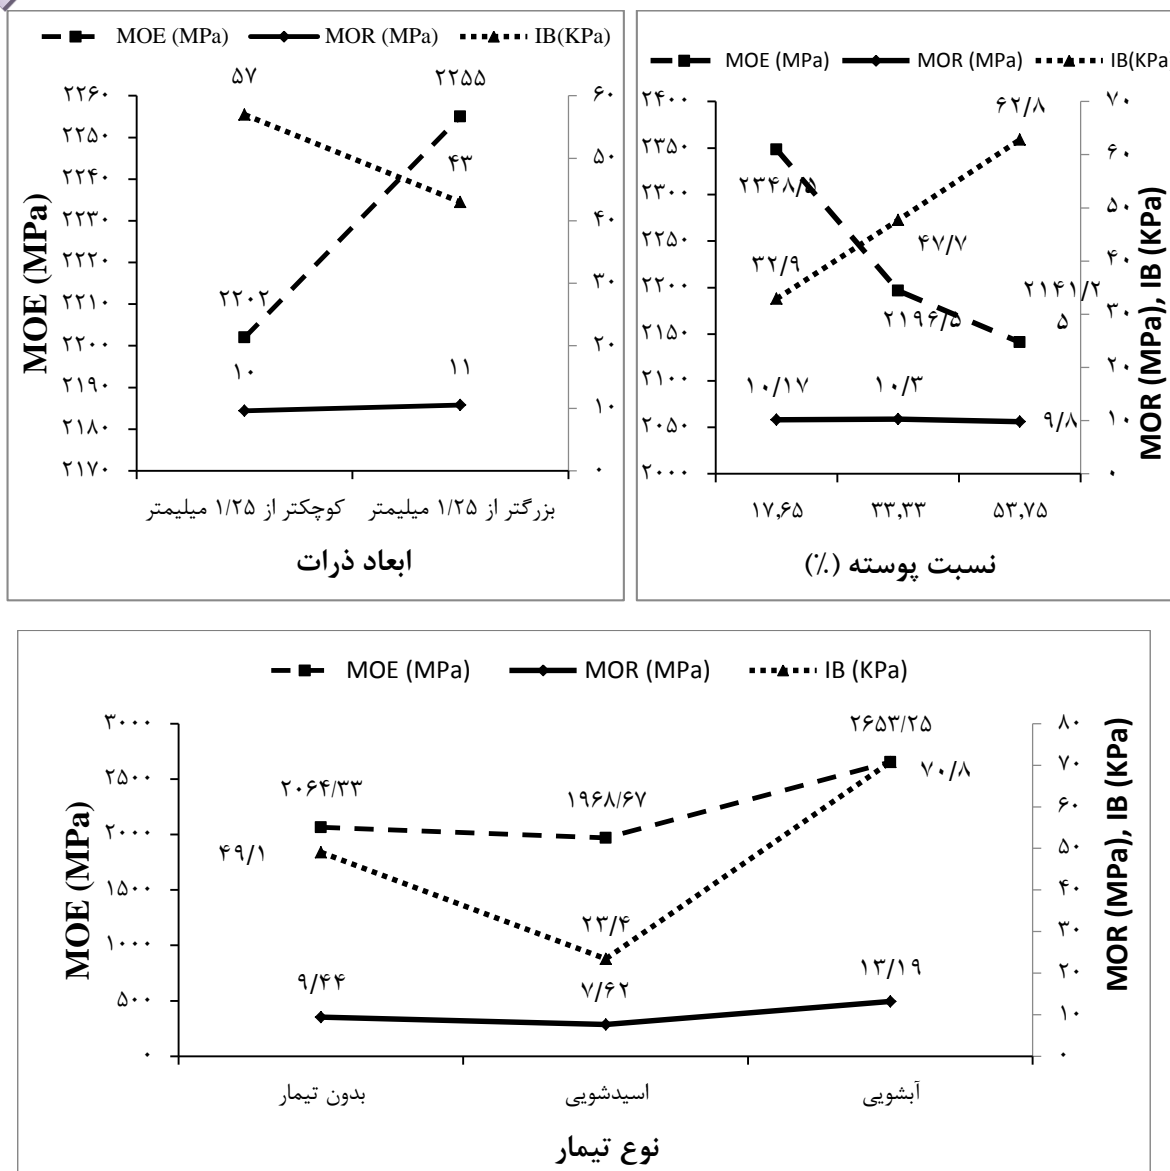 MOE (MPa) MOR (MPa) IB(KPa)
۵۷ ۲۲۵۵
۲۲۶۰ ۶۰
۲۲۵۰ ۵۰
۲۲۴۰
۲۲۳۰ ۴۰
۲۲۲۰ ۳۰
۲۲۱۰
۲۲۰۰ ۲۰
۲۱۹۰
۲۱۸۰ ۱۰
۲۱۷۰ ۰
۴۳
۲۲۰۲
۱۰ ۱۱
MOE (MPa)
کوچکتر از ۱/۲۵ میلیمتر بزرگتر از ۱/۲۵ میلیمتر
ابعاد ذرات
MOE (MPa) MOR (MPa) IB(KPa)
۲۴۰۰ ۷۰
۲۳۵۰ ۶۰
۲۳۰۰ ۵۰
۲۲۵۰ ۴۰
۲۲۰۰
۲۱۵۰ ۳۰
۲۱۰۰ ۲۰
۲۰۵۰ ۱۰
۲۰۰۰ ۰
۶۲/۸
۴۷/۷
۳۲/۹
۲۱۹۶/۵
۲۱۴۱/۲
۵
۱۰/۱۷ ۱۰/۳ ۹/۸
MOR (MPa), IB (KPa)
۱۷,۶۵ ۳۳,۳۳ ۵۳,۷۵
نسبت پوسته (٪)
MOE (MPa) MOR (MPa) IB (KPa)
۳۰۰۰ ۸۰
۲۵۰۰ ۷۰
۲۰۰۰ ۶۰
۱۵۰۰ ۵۰
۱۰۰۰ ۴۰
۵۰۰ ۳۰
۰ ۲۰
۱۰
۰
۲۰۶۴/۳۳ ۱۹۶۸/۶۷ ۲۶۵۳/۲۵
۴۹/۱ ۲۳/۴ ۷۰/۸
۹/۴۴ ۷/۶۲ ۱۳/۱۹
MOE (MPa)
MOR (MPa), IB (KPa)
بدون تیمار اسیدشویی آبشویی
نوع تیمار